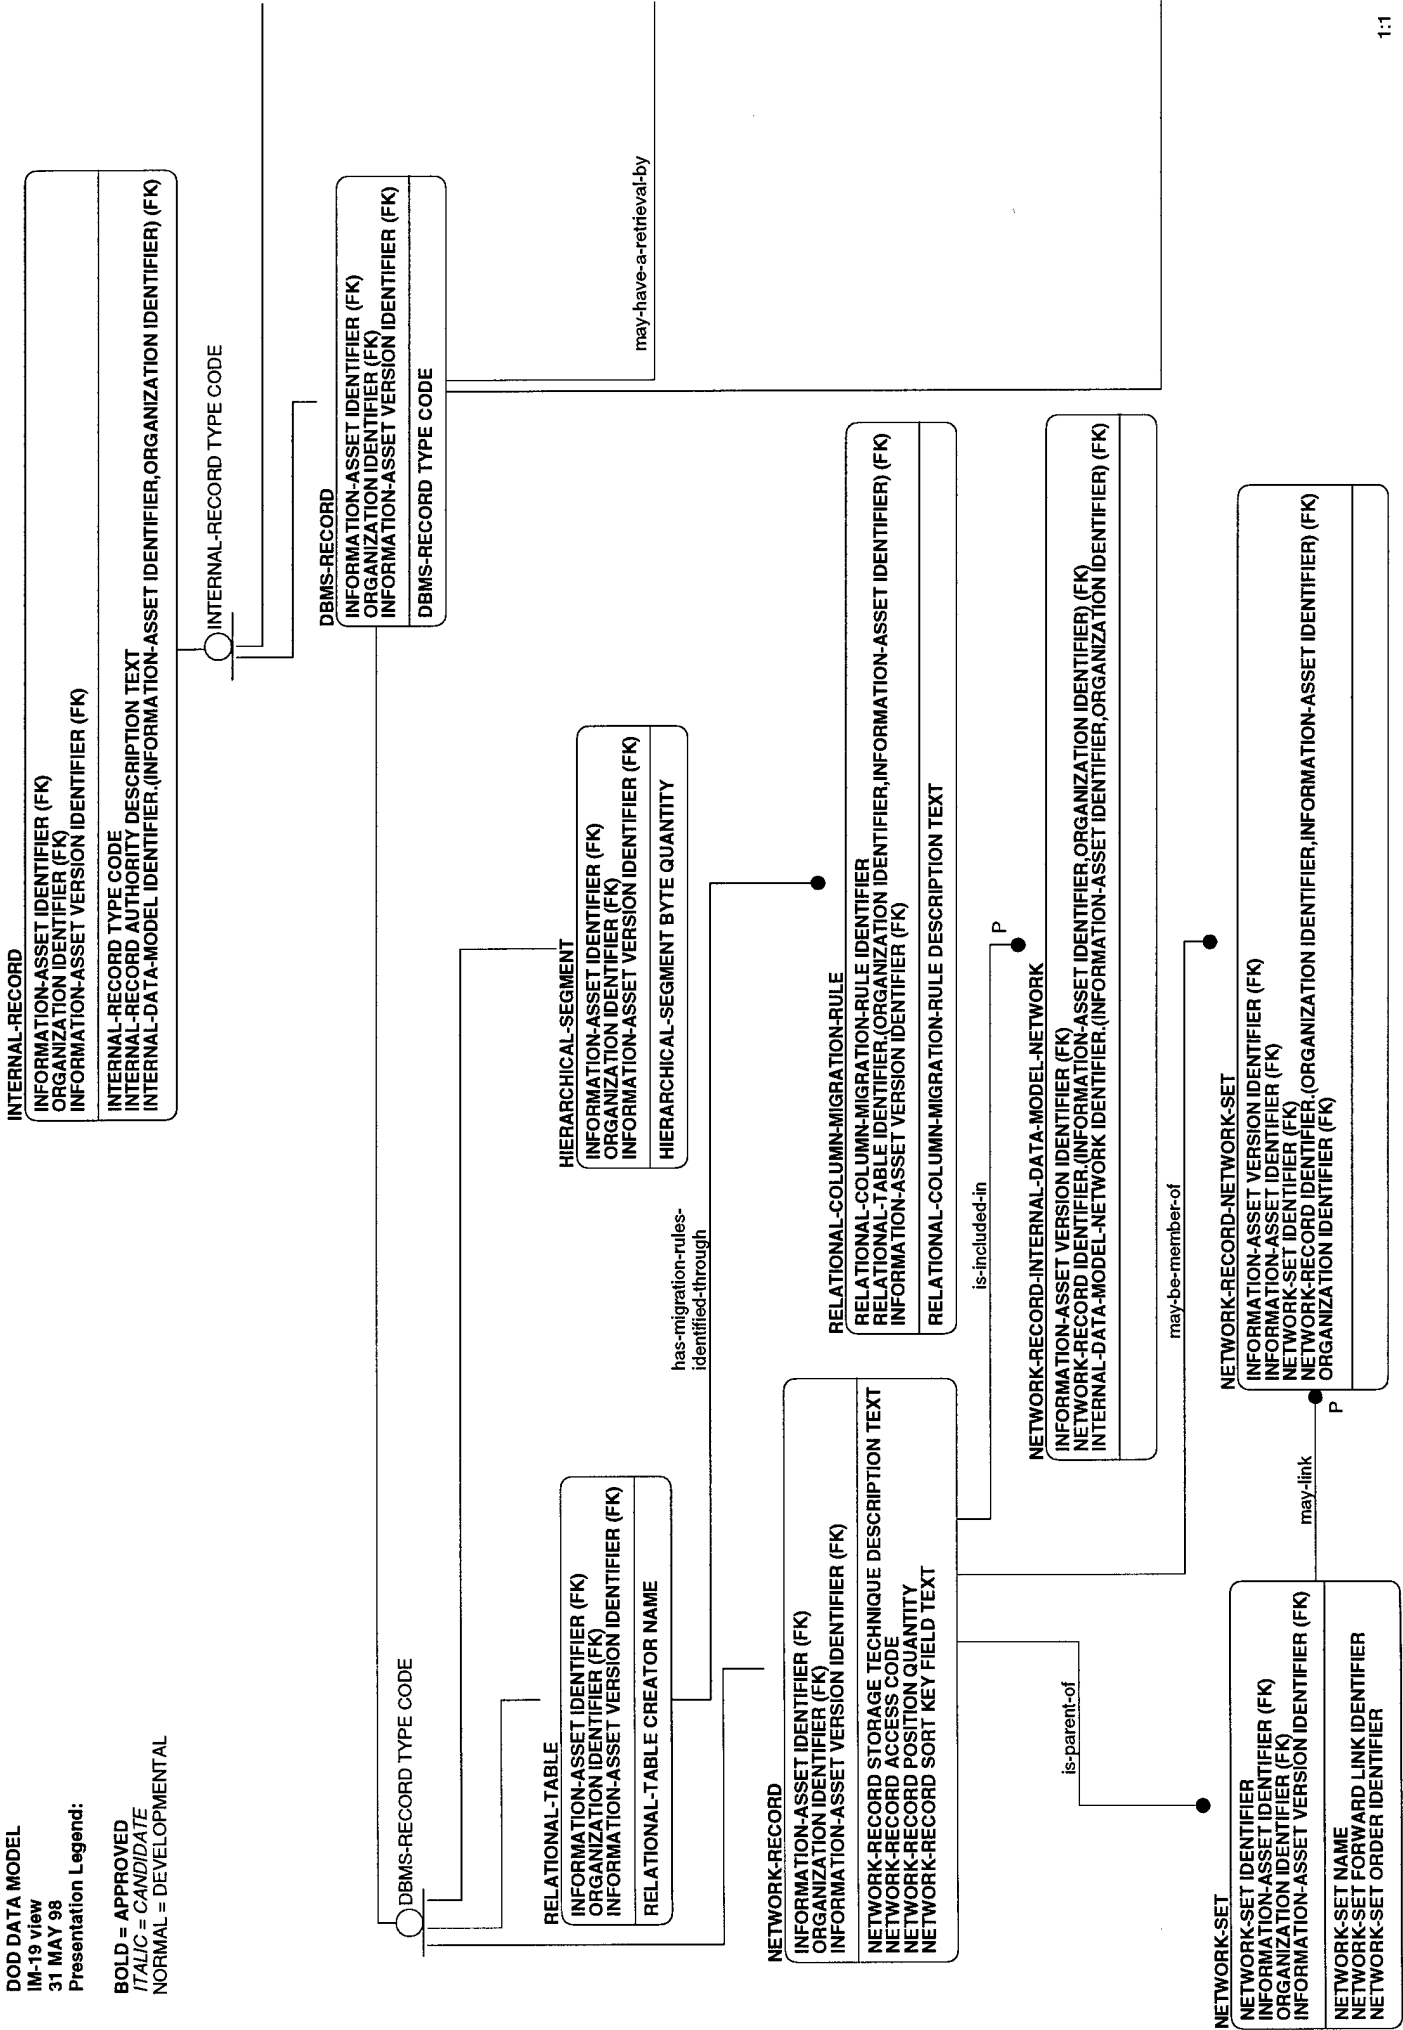 DOD DATA MODEL
IM-19 view
31 MAY 98
Presentation Legend:
BOLD = APPROVED
ITALIC = CANDIDATE
NORMAL = DEVELOPMENTAL
INTERNAL-RECORD
INFORMATION-ASSET IDENTIFIER (FK)
ORGANIZATION IDENTIFIER (FK)
INFORMATION-ASSET VERSION IDENTIFIER (FK)
INTERNAL-RECORD TYPE CODE
INTERNAL-RECORD AUTHORITY DESCRIPTION TEXT
INTERNAL-DATA-MODEL IDENTIFIER.(INFORMATION-ASSET IDENTIFIER,ORGANIZATION IDENTIFIER) (FK)
INTERNAL-RECORD TYPE CODE
DBMS-RECORD
INFORMATION-ASSET IDENTIFIER (FK)
ORGANIZATION IDENTIFIER (FK)
INFORMATION-ASSET VERSION IDENTIFIER (FK)
DBMS-RECORD TYPE CODE
may-have-a-retrieval-by
DBMS-RECORD TYPE CODE
HIERARCHICAL-SEGMENT
INFORMATION-ASSET IDENTIFIER (FK)
ORGANIZATION IDENTIFIER (FK)
INFORMATION-ASSET VERSION IDENTIFIER (FK)
HIERARCHICAL-SEGMENT BYTE QUANTITY
RELATIONAL-TABLE
INFORMATION-ASSET IDENTIFIER (FK)
ORGANIZATION IDENTIFIER (FK)
INFORMATION-ASSET VERSION IDENTIFIER (FK)
RELATIONAL-TABLE CREATOR NAME
has-migration-rules-
identified-through
RELATIONAL-COLUMN-MIGRATION-RULE
RELATIONAL-COLUMN-MIGRATION-RULE IDENTIFIER
RELATIONAL-TABLE IDENTIFIER.(ORGANIZATION IDENTIFIER,INFORMATION-ASSET IDENTIFIER) (FK)
INFORMATION-ASSET VERSION IDENTIFIER (FK)
RELATIONAL-COLUMN-MIGRATION-RULE DESCRIPTION TEXT
NETWORK-RECORD
INFORMATION-ASSET IDENTIFIER (FK)
ORGANIZATION IDENTIFIER (FK)
INFORMATION-ASSET VERSION IDENTIFIER (FK)
NETWORK-RECORD STORAGE TECHNIQUE DESCRIPTION TEXT
NETWORK-RECORD ACCESS CODE
NETWORK-RECORD POSITION QUANTITY
NETWORK-RECORD SORT KEY FIELD TEXT
is-included-in
P
NETWORK-RECORD-INTERNAL-DATA-MODEL-NETWORK
INFORMATION-ASSET VERSION IDENTIFIER (FK)
NETWORK-RECORD IDENTIFIER.(INFORMATION-ASSET IDENTIFIER,ORGANIZATION IDENTIFIER) (FK)
INTERNAL-DATA-MODEL-NETWORK IDENTIFIER.(INFORMATION-ASSET IDENTIFIER,ORGANIZATION IDENTIFIER) (FK)
may-be-member-of
is-parent-of
NETWORK-RECORD-NETWORK-SET
INFORMATION-ASSET VERSION IDENTIFIER (FK)
INFORMATION-ASSET IDENTIFIER (FK)
NETWORK-SET IDENTIFIER (FK)
NETWORK-RECORD IDENTIFIER.(ORGANIZATION IDENTIFIER,INFORMATION-ASSET IDENTIFIER) (FK)
ORGANIZATION IDENTIFIER (FK)
may-link
P
NETWORK-SET
NETWORK-SET IDENTIFIER
INFORMATION-ASSET IDENTIFIER (FK)
ORGANIZATION IDENTIFIER (FK)
INFORMATION-ASSET VERSION IDENTIFIER (FK)
NETWORK-SET NAME
NETWORK-SET FORWARD LINK IDENTIFIER
NETWORK-SET ORDER IDENTIFIER
1:1